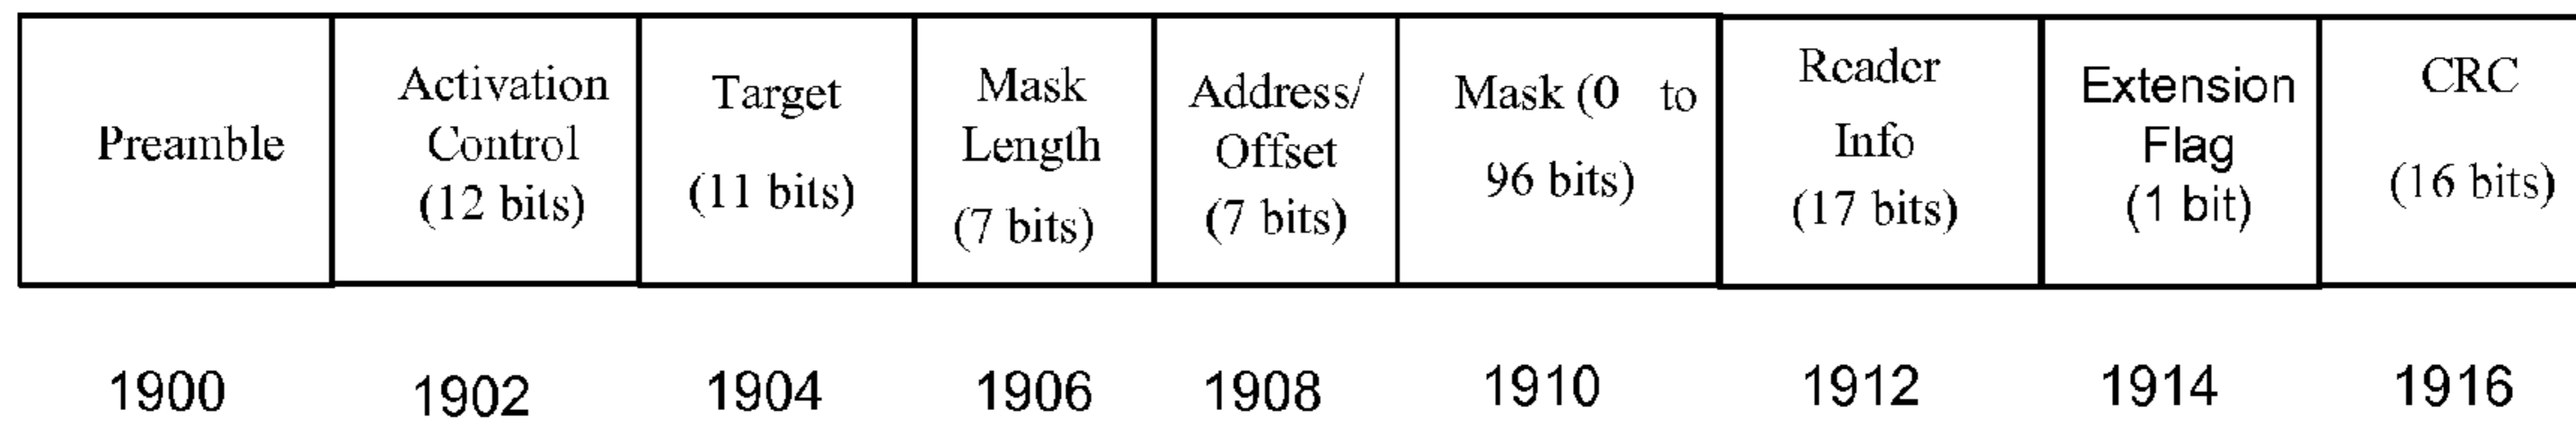 Preamble
Activation
Control
(12 bits)
Target
(11 bits)
Mask
Length
(7 bits)
Address/
Offset
(7 bits)
Mask (0 to
96 bits)
Reader
Info
(17 bits)
Extension
Flag
(1 bit)
CRC
(16 bits)
1900 1902 1904 1906 1908 1910 1912 1914 1916